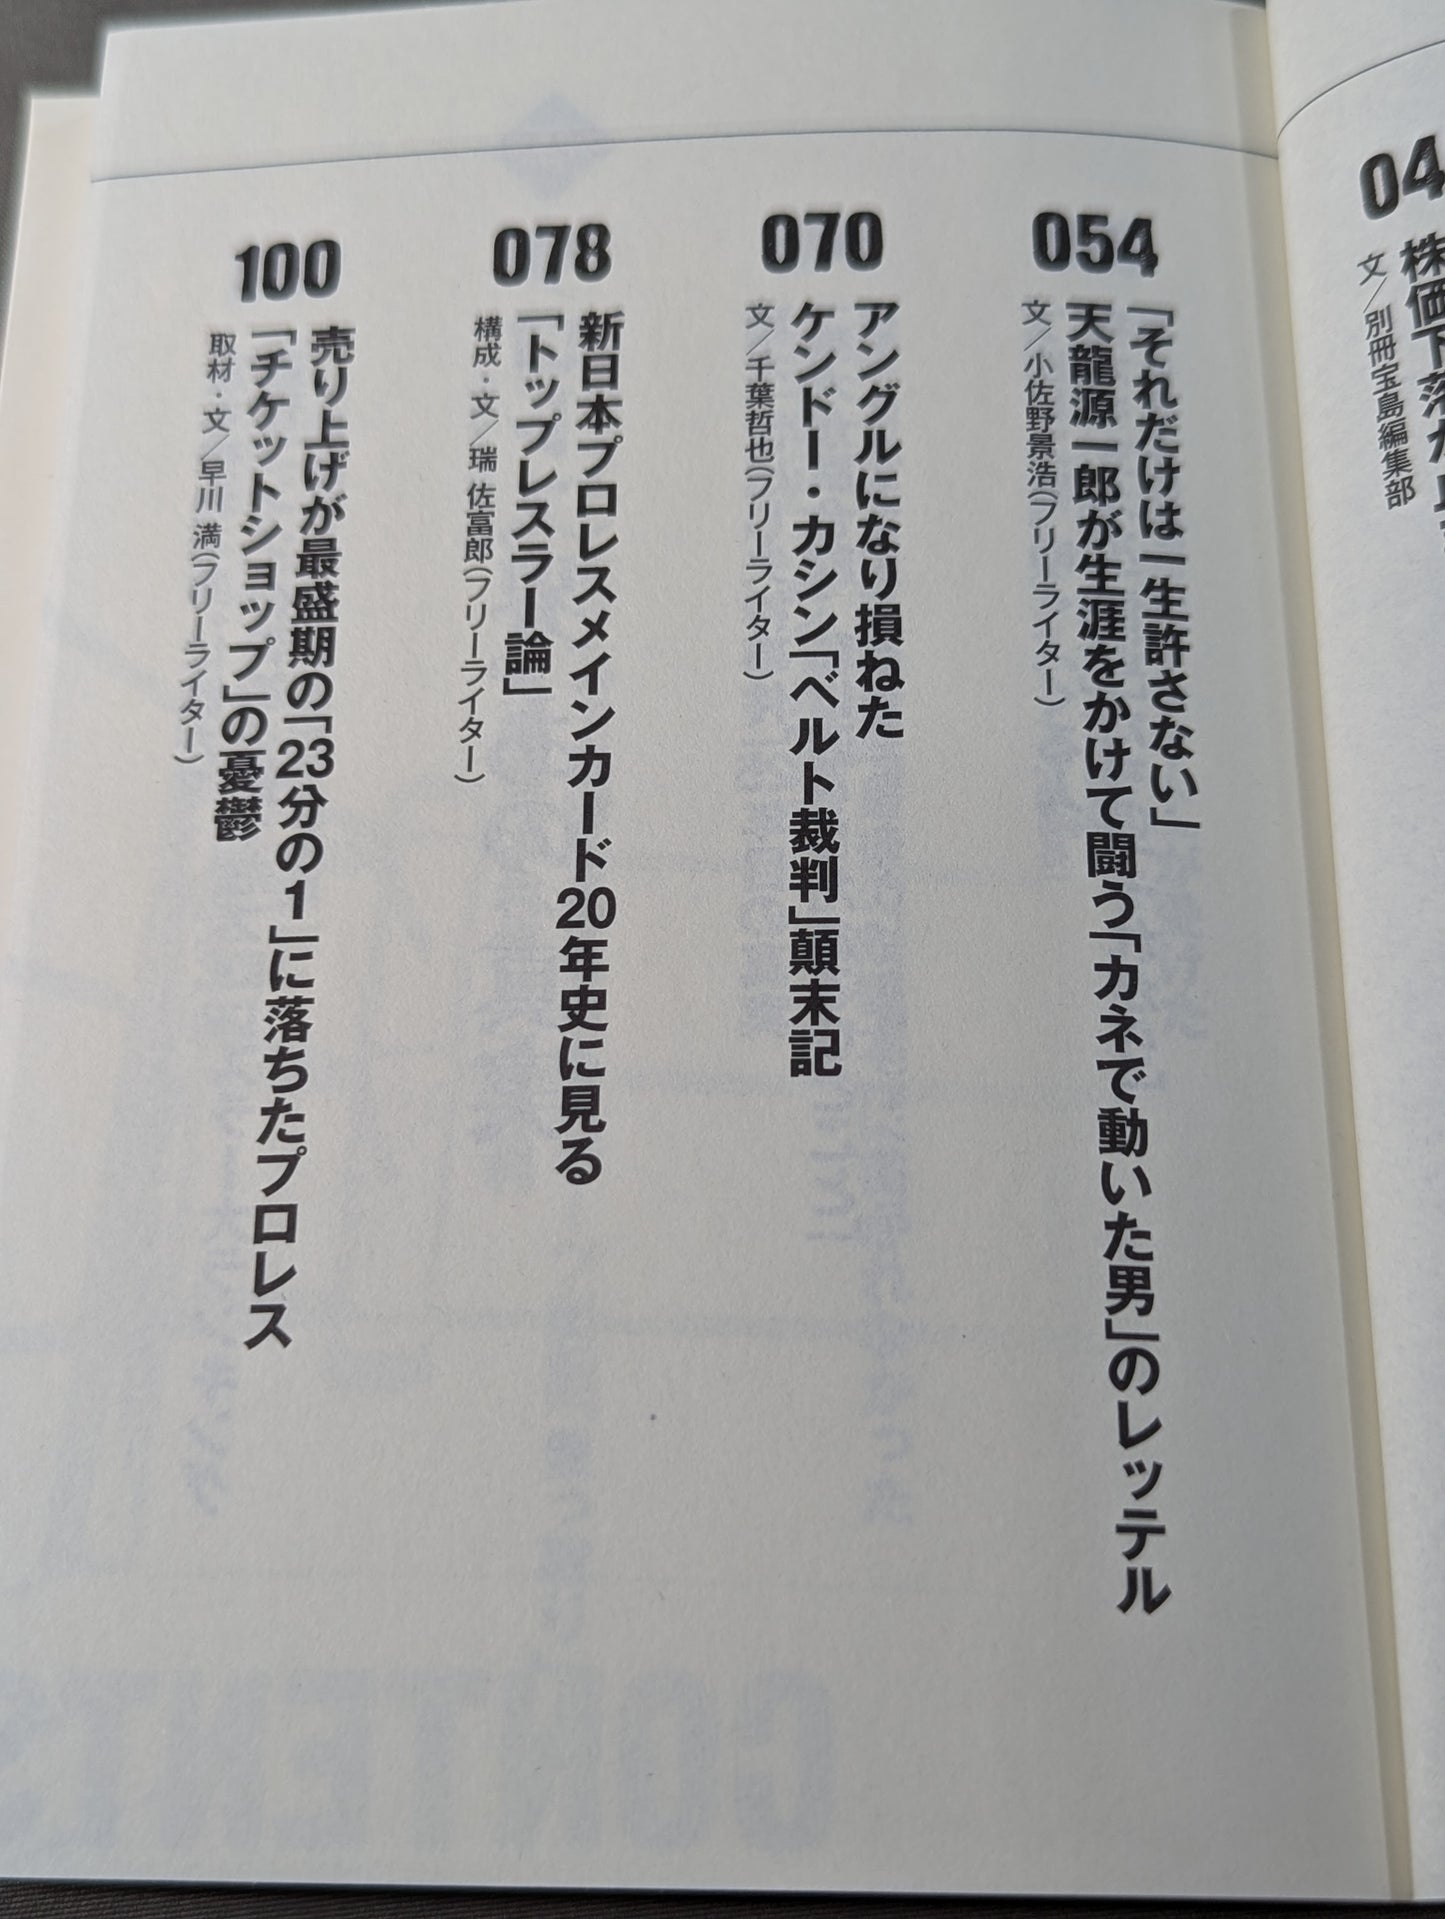 株価下落が
文／別冊宝島編集部
054
「それだけは一生許さない」
天龍源一郎が生涯をかけて闘う「カネで動いた男」のレッテル
文／小佐野景浩（フリーライター）
070
アングルになり損ねた
ケンドー・カシン「ベルト裁判」顛末記
文／千葉哲也（フリーライター）
078
新日本プロレスメインカード20年史に見る
「トップレスラー論」
構成・文／瑞 佐富郎（フリーライター）
100
売り上げが最盛期の「23分の1」に落ちたプロレス
「チケットショップ」の憂鬱
取材・文／早川 満（フリーライター）